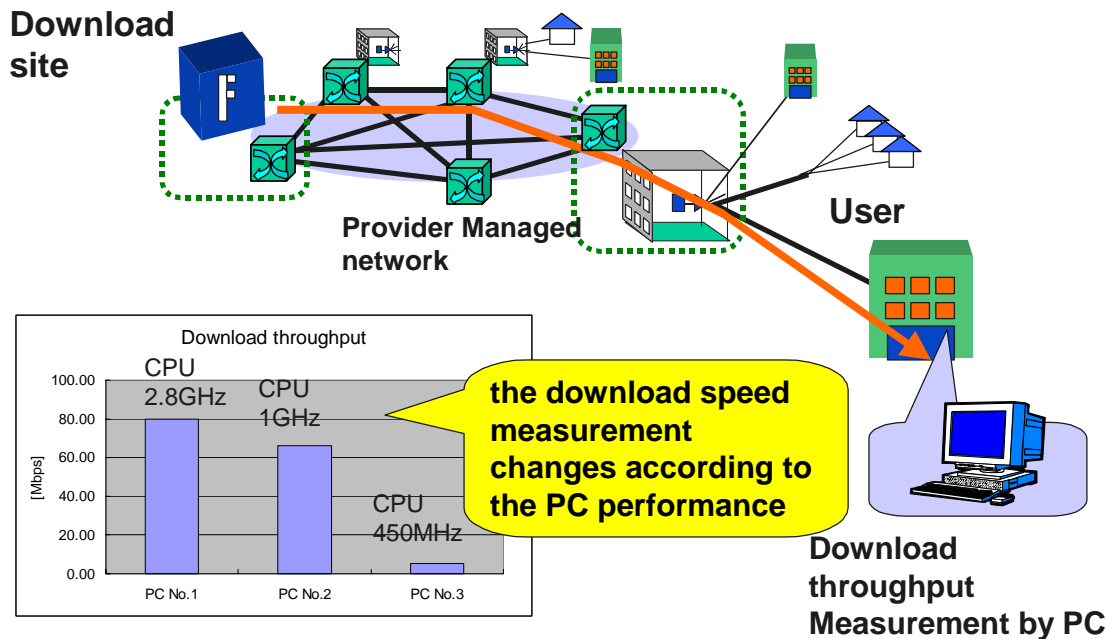 Download
site
F
Provider Managed
network
User
Download throughput
[Mbps]
100.00
80.00
60.00
40.00
20.00
0.00
CPU
2.8GHz
CPU
1GHz
CPU
450MHz
PC No.1
PC No.2
PC No.3
the download speed
measurement
changes according to
the PC performance
Download
throughput
Measurement by PC